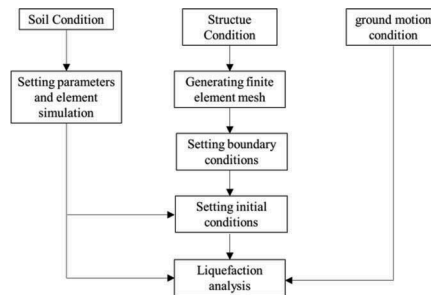 Soil Condition
Structue
Condition
ground motion
condition
Setting parameters
and element
simulation
Generating finite
element mesh
Setting boundary
conditions
Setting initial
conditions
Liquefaction
analysis